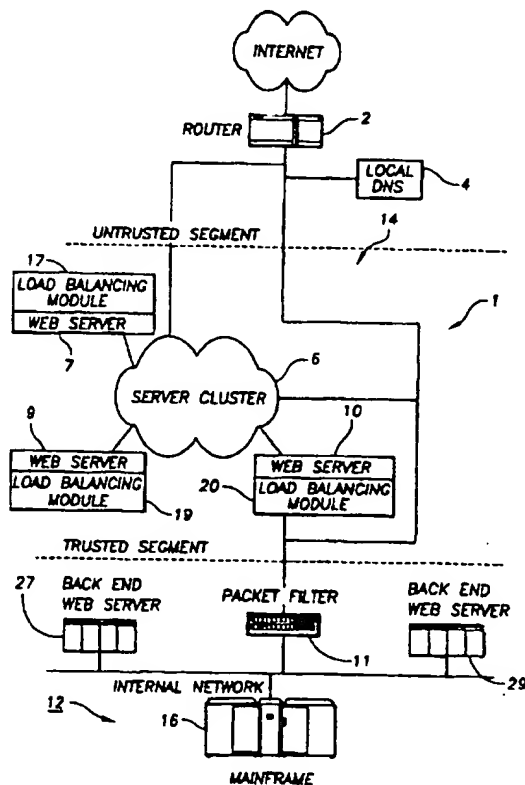 INTERNET
ROUTER
2
LOCAL
DNS
4
UNTRUSTED SEGMENT
14
17
LOAD BALANCING
MODULE
WEB SERVER
7
1
6
SERVER CLUSTER
9
WEB SERVER
LOAD BALANCING
MODULE
19
10
WEB SERVER
20
LOAD BALANCING
MODULE
TRUSTED SEGMENT
BACK END
WEB SERVER
27
PACKET FILTER
11
BACK END
WEB SERVER
29
INTERNAL NETWORK
12
16
MAINFRAME